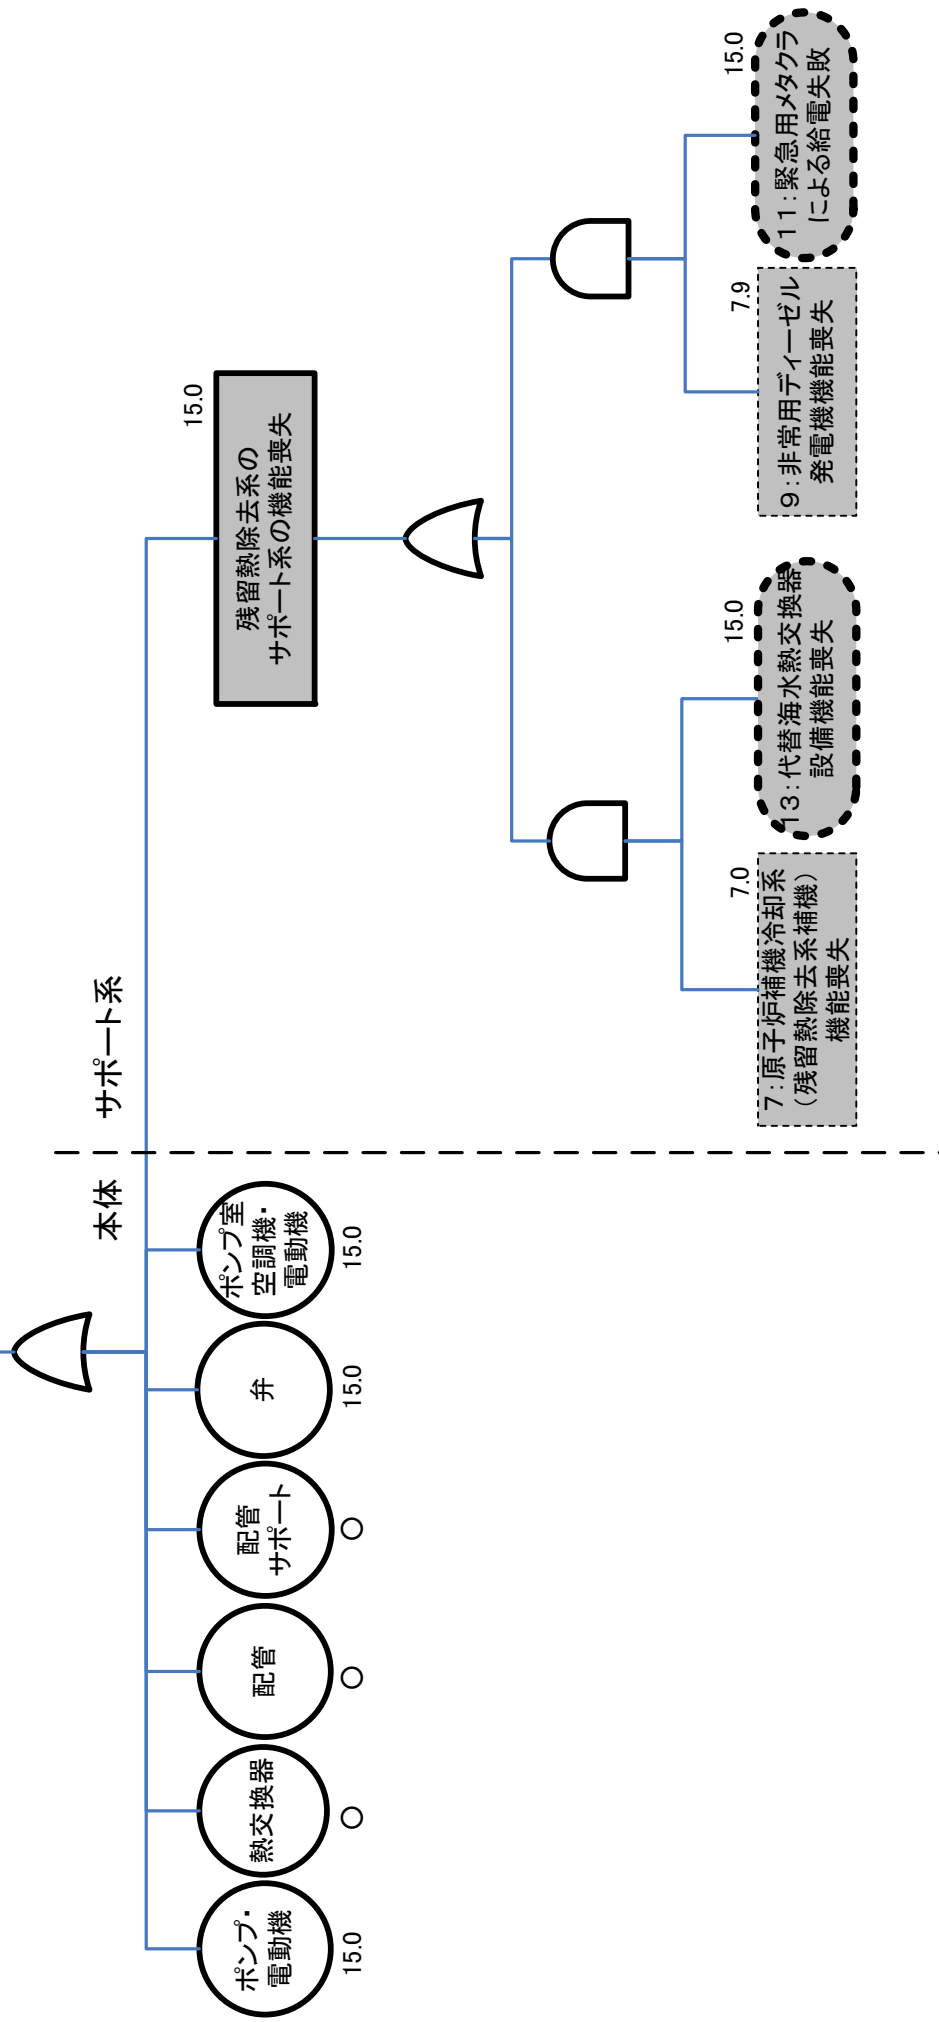 本体
サポート系
ポンプ・
電動機
15.0
熱交換器
○
配管
○
配管
サポート
○
弁
15.0
ポンプ室
空調機・
電動機
15.0
15.0
残留熱除去系の
サポート系の機能喪失
7.0
7:原子炉補機冷却系
(残留熱除去系補機)
機能喪失
15.0
13:代替海水熱交換器
設備機能喪失
7.9
9:非常用ディーゼル
発電機機能喪失
15.0
11:緊急用メタクラ
による給電失敗